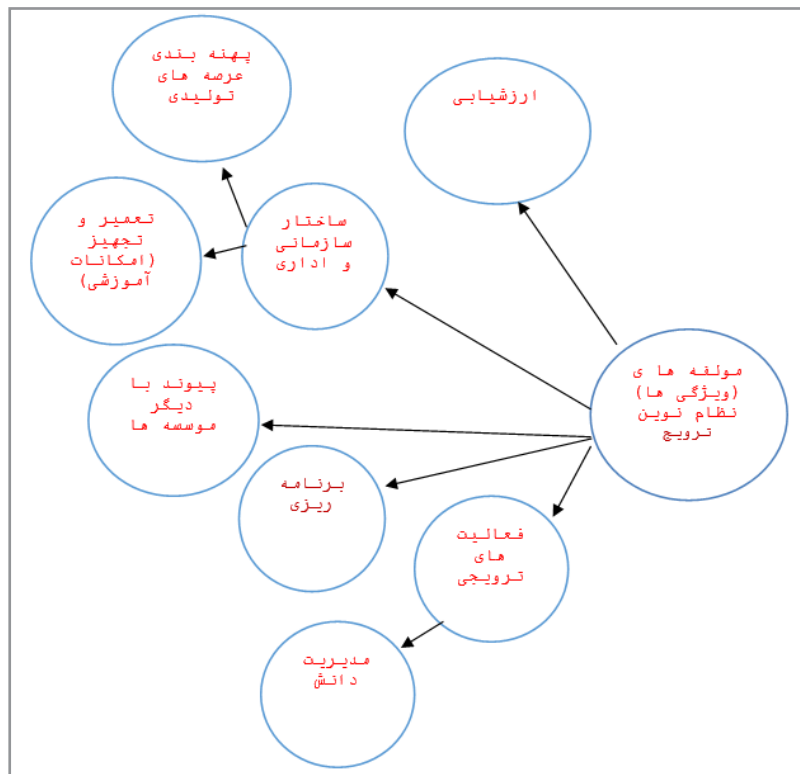 پهنه بندی
عرصه های
تولیدی
ارزشیابی
تعمیر و
تجهیز
(امکانات
آموزشی)
ساختار
سازمانی
و اداری
مولفه ها ی
(ویژگی ها)
نظام نوین
ترویج
پیوند با
دیگر
موسسه ها
برنامه
ریزی
فعالیت
های
ترویجی
مدیریت
دانش